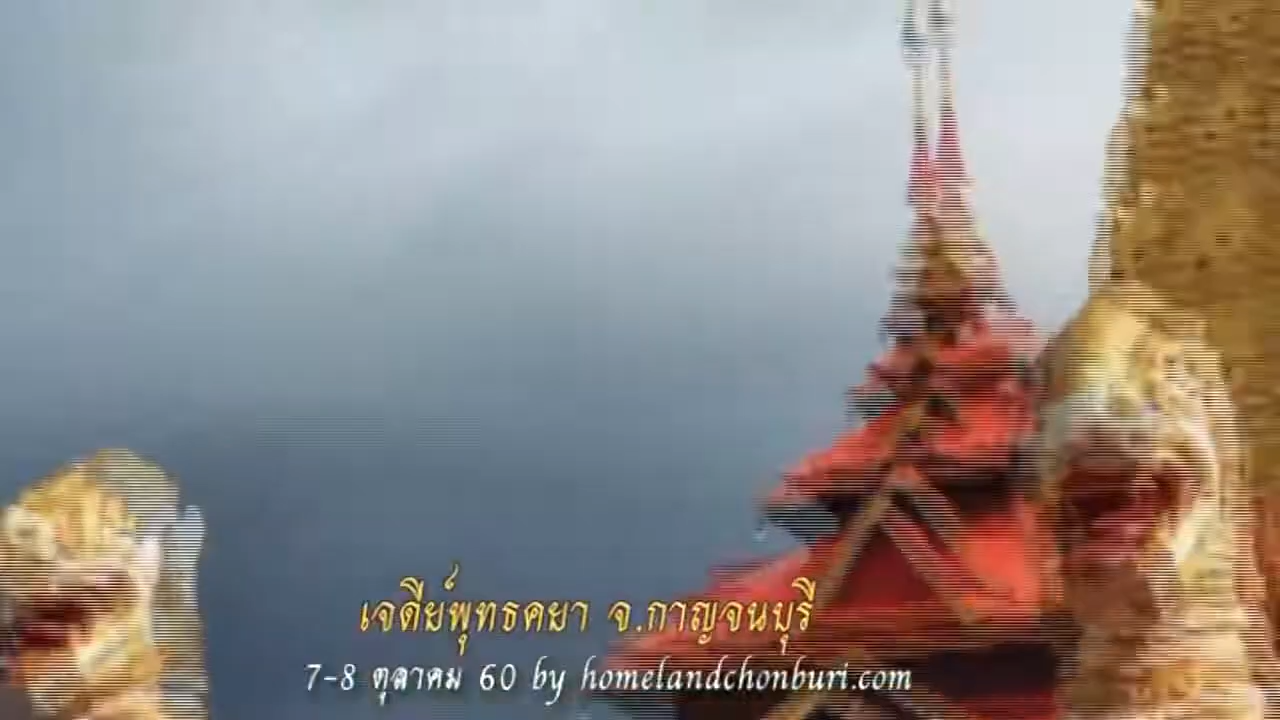 เจดีย์พุทธคยา จ.กาญจนบุรี
7-8 ตุลาคม 60 by homelandchonburi.com